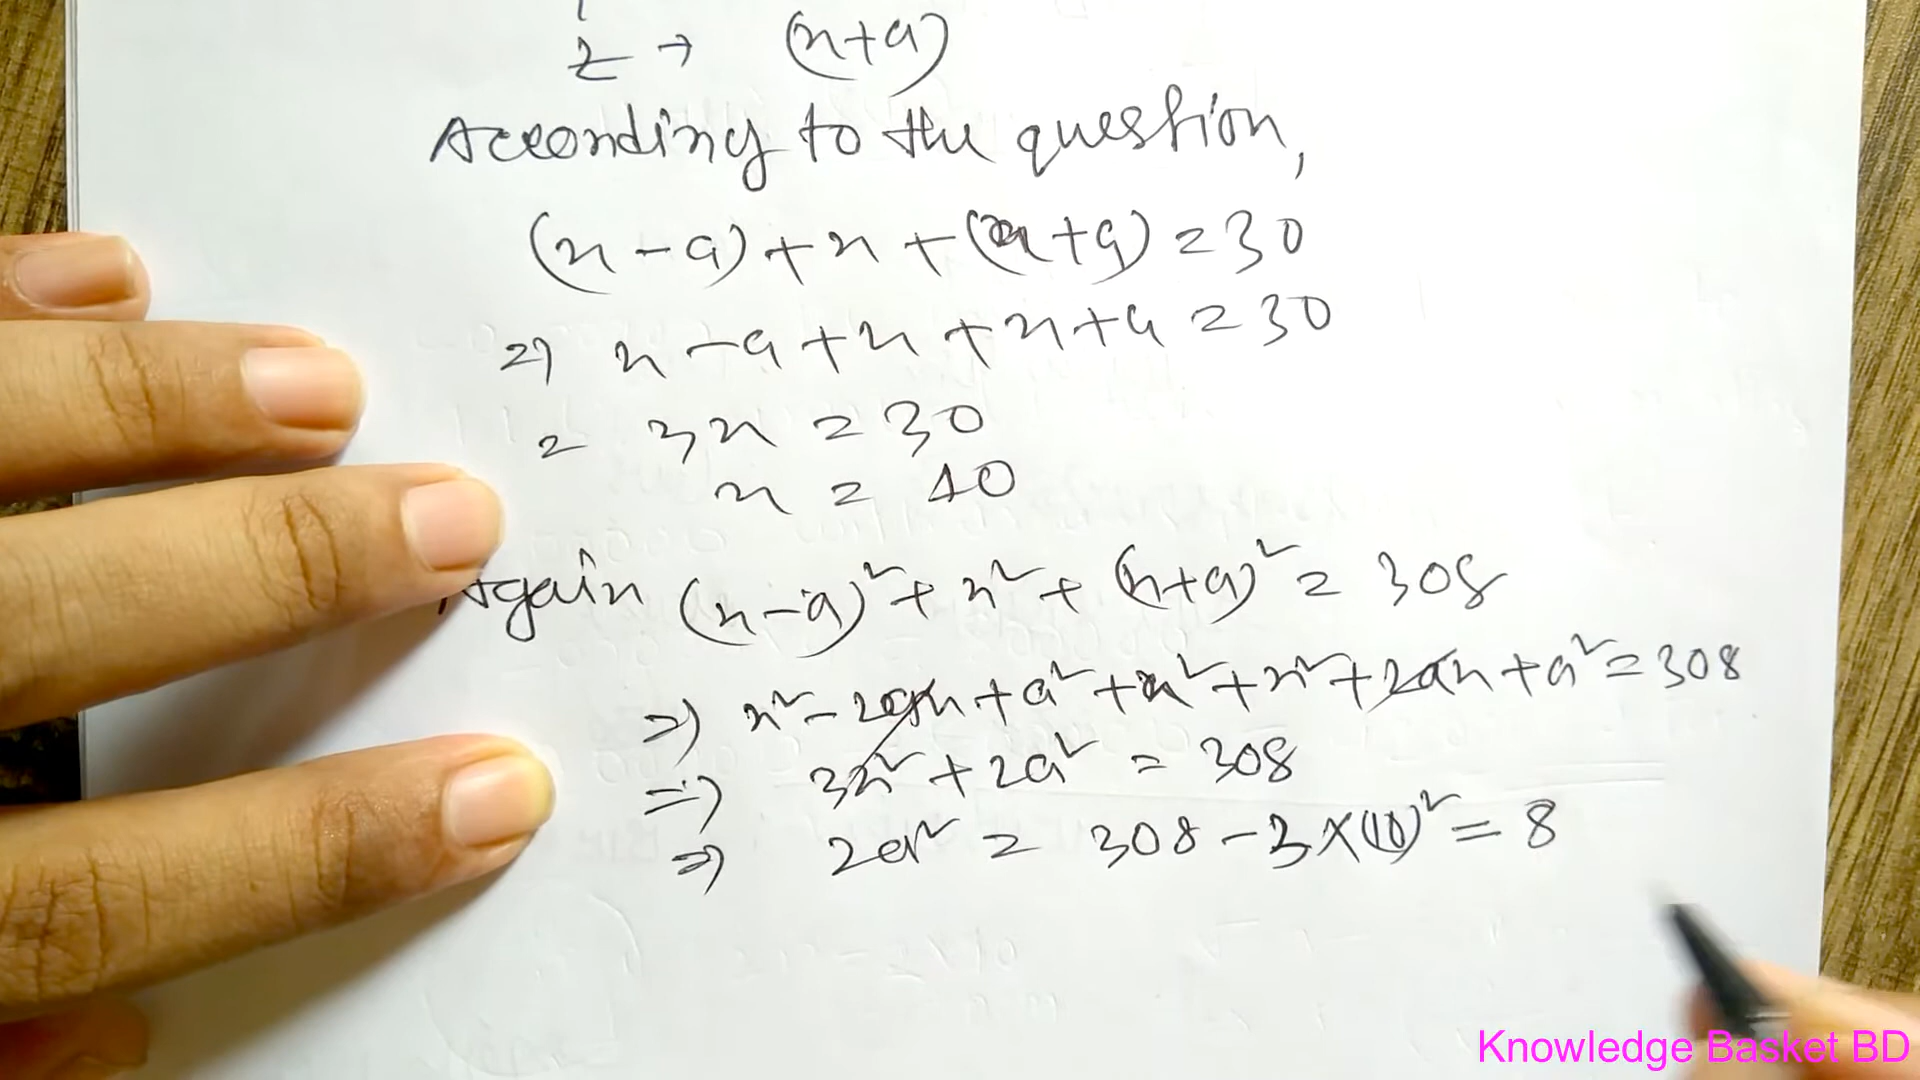 z → (x+a)
According to the question,
(x-a)+x+(x+a)=30
⇒ x-a+x+x+a=30
= 3x=30
x = 10
Again (x-a)²+x²+(x+a)²=308
⇒ x²-2ax+a²+x²+x²+2ax+a²=308
⇒ 3x²+2a²=308
⇒ 2a²=308-3×(10)²=8
Knowledge Basket BD